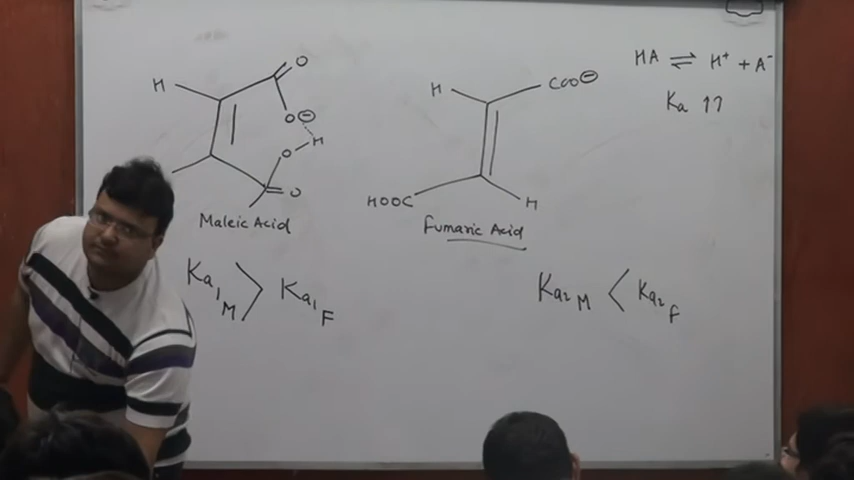 HA ⇌ H⁺ + A⁻
Ka ↑↑
H
O
O⊖
H
O
O
Maleic Acid
H
COO⊖
HOOC
H
Fumaric Acid
Ka₁ M > Ka₁ F
Ka₂ M < Ka₂ F